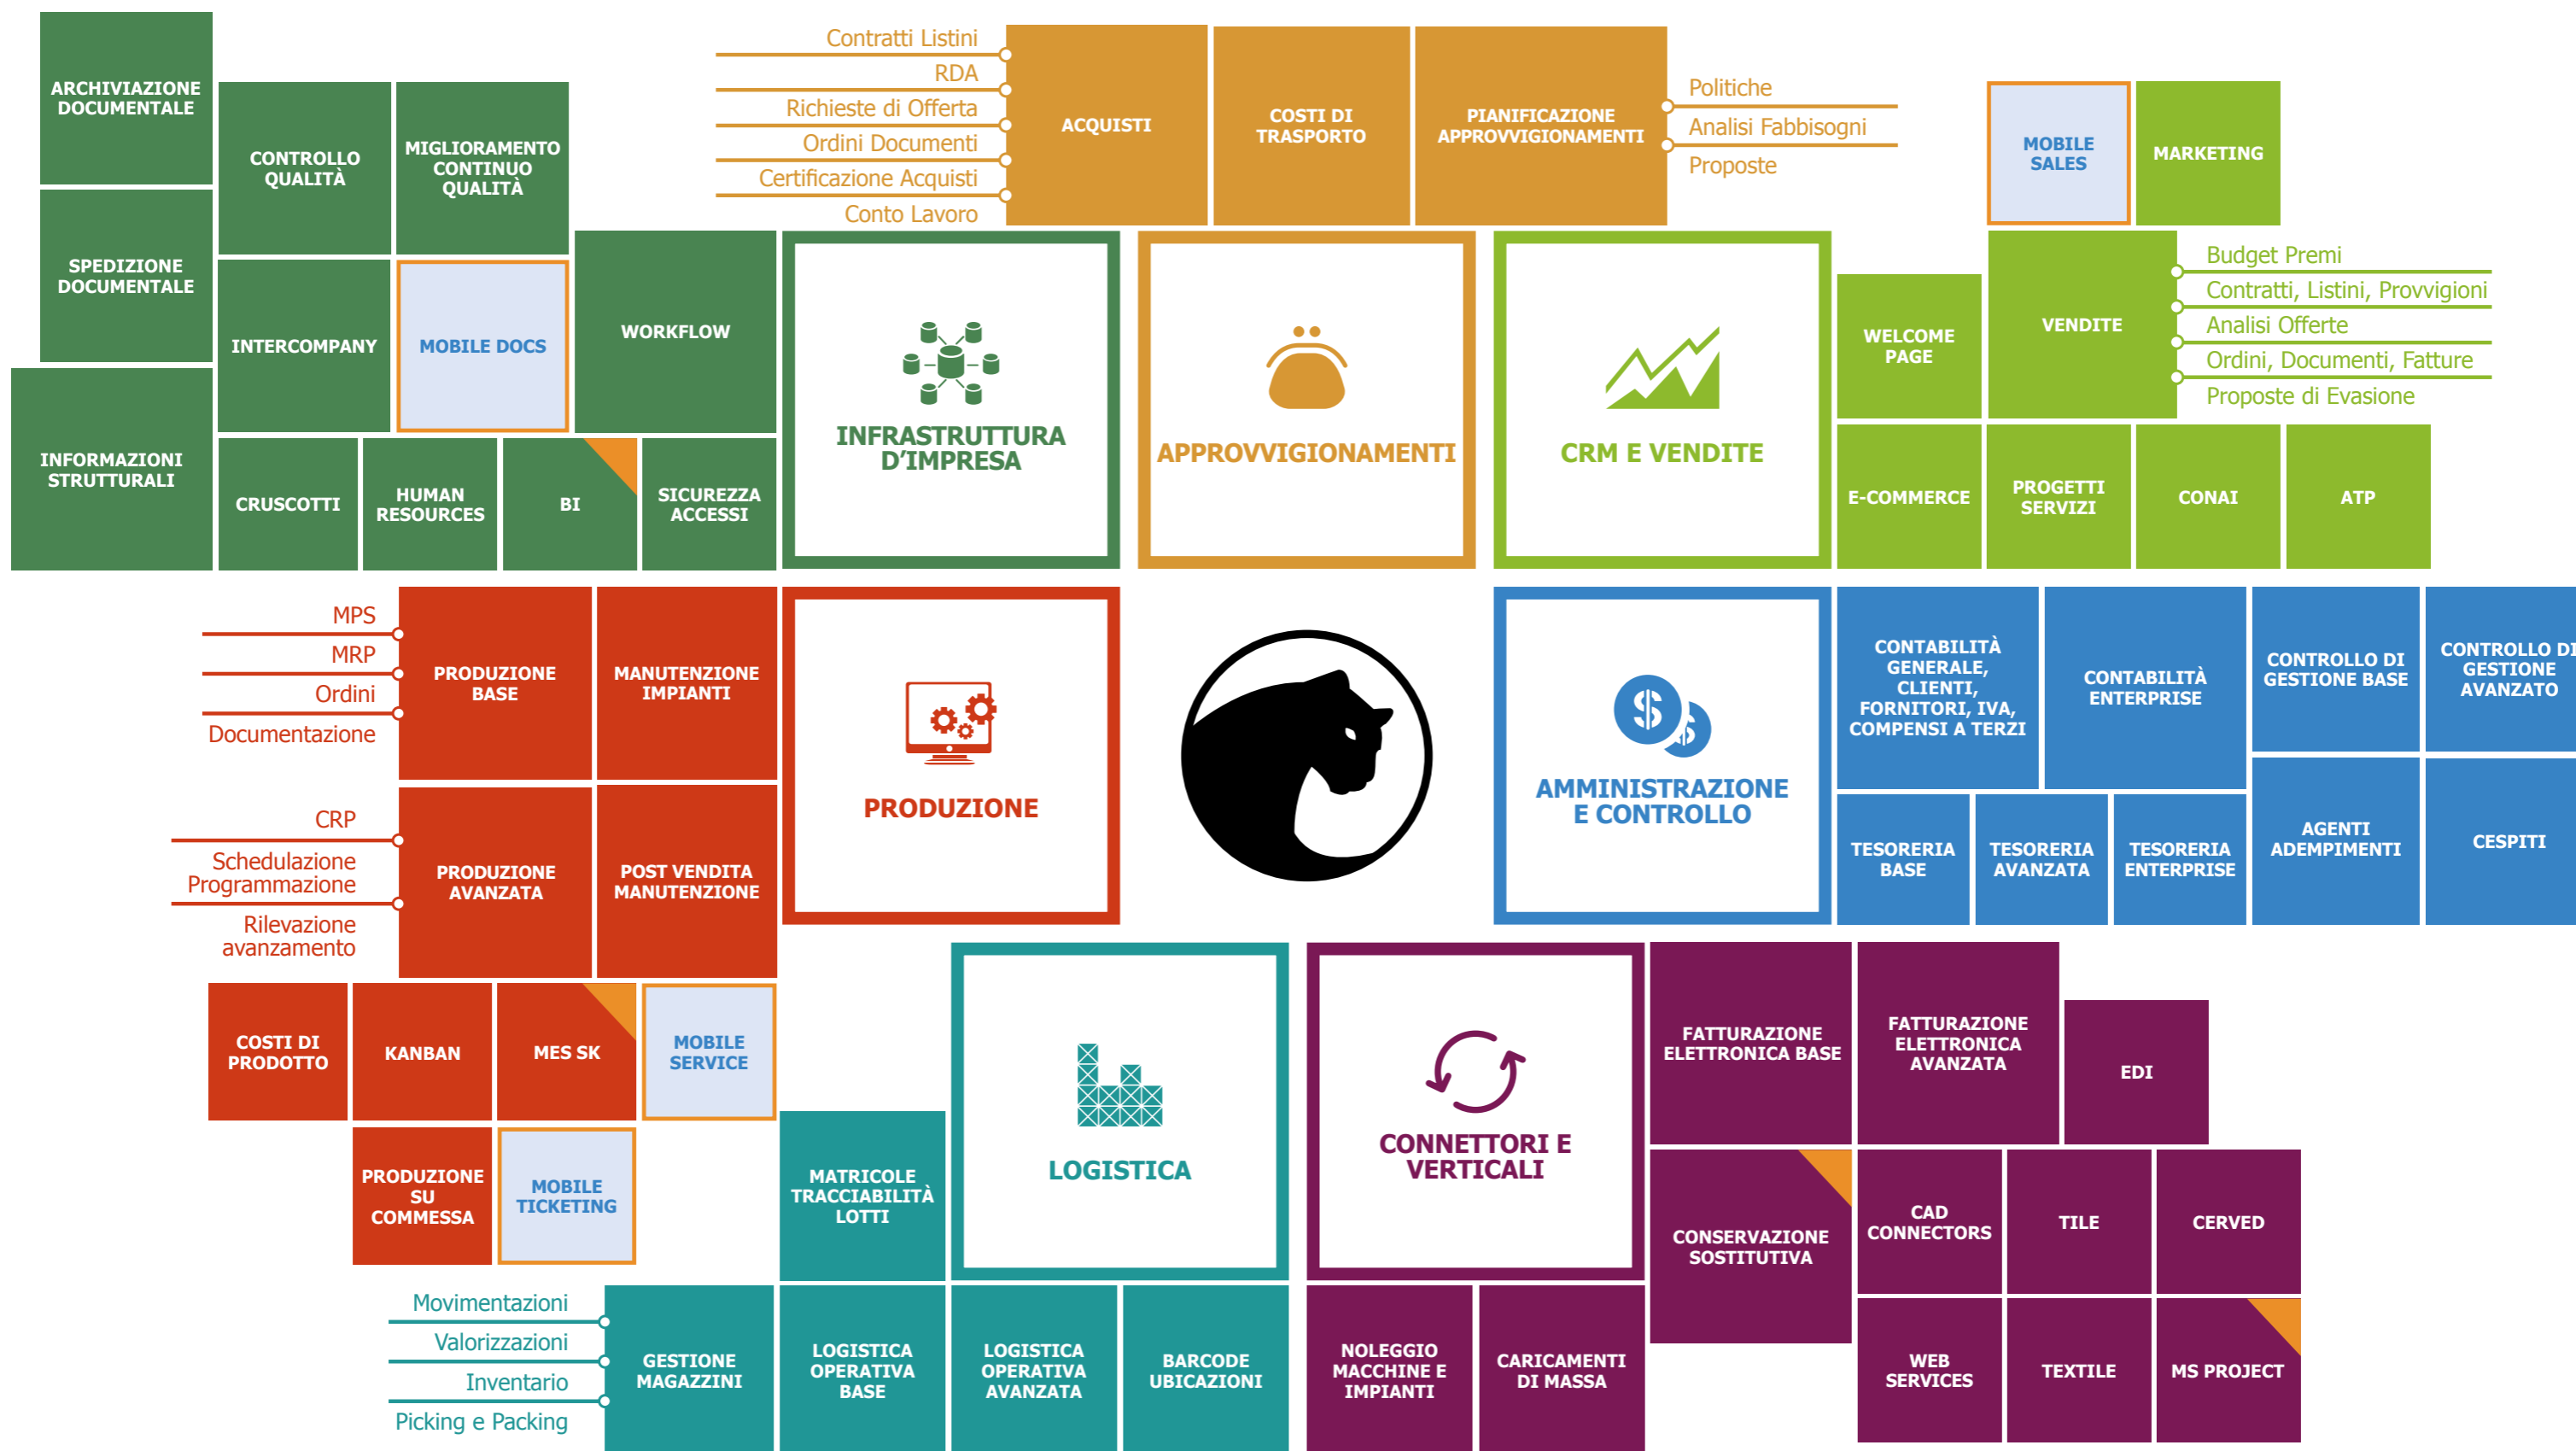 ARCHIVIAZIONE
DOCUMENTALE
CONTROLLO
QUALITÀ
MIGLIORAMENTO
CONTINUO
QUALITÀ
SPEDIZIONE
DOCUMENTALE
INTERCOMPANY
MOBILE DOCS
WORKFLOW
INFORMAZIONI
STRUTTURALI
CRUSCOTTI
HUMAN
RESOURCES
BI
SICUREZZA
ACCESSI
INFRASTRUTTURA
D’IMPRESA
Contratti Listini
RDA
Richieste di Offerta
Ordini Documenti
Certificazione Acquisti
Conto Lavoro
ACQUISTI
COSTI DI
TRASPORTO
PIANIFICAZIONE
APPROVVIGIONAMENTI
Politiche
Analisi Fabbisogni
Proposte
APPROVVIGIONAMENTI
CRM E VENDITE
MOBILE
SALES
MARKETING
WELCOME
PAGE
VENDITE
Budget Premi
Contratti, Listini, Provvigioni
Analisi Offerte
Ordini, Documenti, Fatture
Proposte di Evasione
E-COMMERCE
PROGETTI
SERVIZI
CONAI
ATP
MPS
MRP
Ordini
Documentazione
PRODUZIONE
BASE
MANUTENZIONE
IMPIANTI
CRP
Schedulazione
Programmazione
Rilevazione
avanzamento
PRODUZIONE
AVANZATA
POST VENDITA
MANUTENZIONE
PRODUZIONE
COSTI DI
PRODOTTO
KANBAN
MES SK
MOBILE
SERVICE
PRODUZIONE
SU
COMMESSA
MOBILE
TICKETING
AMMINISTRAZIONE
E CONTROLLO
CONTABILITÀ
GENERALE,
CLIENTI,
FORNITORI, IVA,
COMPENSI A TERZI
CONTABILITÀ
ENTERPRISE
CONTROLLO DI
GESTIONE BASE
CONTROLLO DI
GESTIONE
AVANZATO
TESORERIA
BASE
TESORERIA
AVANZATA
TESORERIA
ENTERPRISE
AGENTI
ADEMPIMENTI
CESPITI
LOGISTICA
MATRICOLE
TRACCIABILITÀ
LOTTI
Movimentazioni
Valorizzazioni
Inventario
Picking e Packing
GESTIONE
MAGAZZINI
LOGISTICA
OPERATIVA
BASE
LOGISTICA
OPERATIVA
AVANZATA
BARCODE
UBICAZIONI
CONNETTORI E
VERTICALI
FATTURAZIONE
ELETTRONICA BASE
FATTURAZIONE
ELETTRONICA
AVANZATA
EDI
CONSERVAZIONE
SOSTITUTIVA
CAD
CONNECTORS
TILE
CERVED
NOLEGGIO
MACCHINE E
IMPIANTI
CARICAMENTI
DI MASSA
WEB
SERVICES
TEXTILE
MS PROJECT